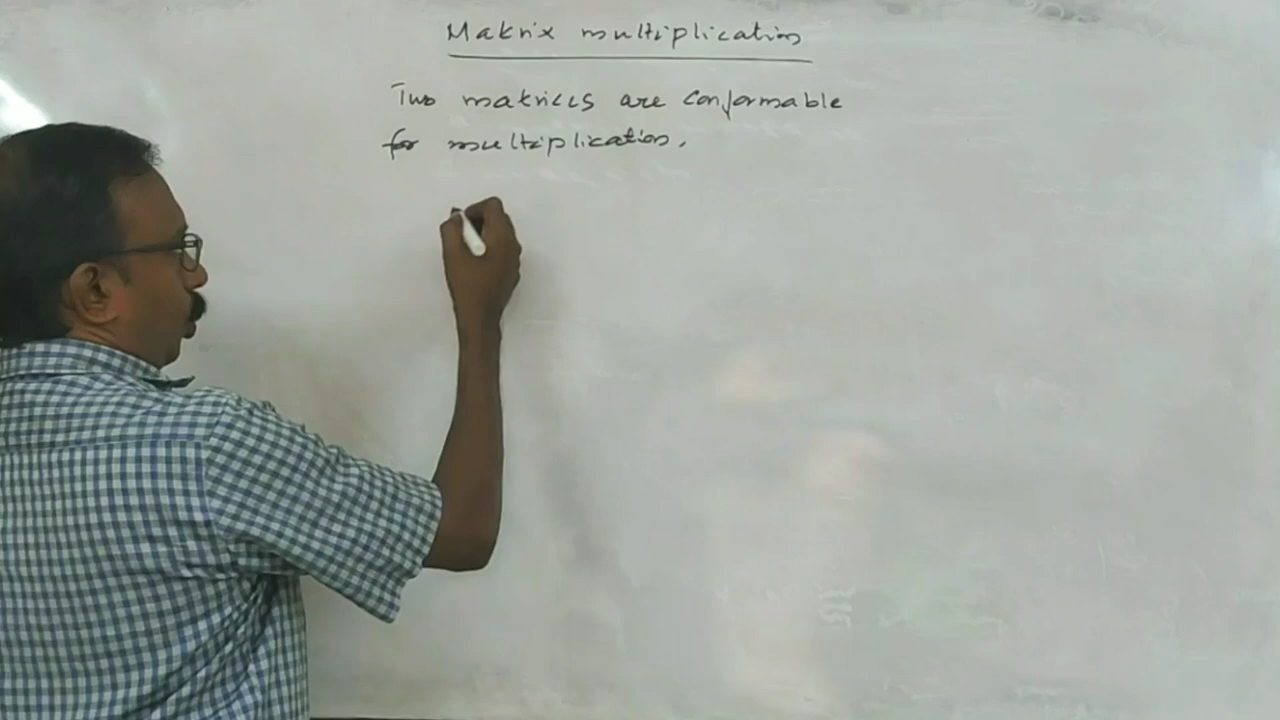 Matrix multiplication
Two matrices are conformable
for multiplication,